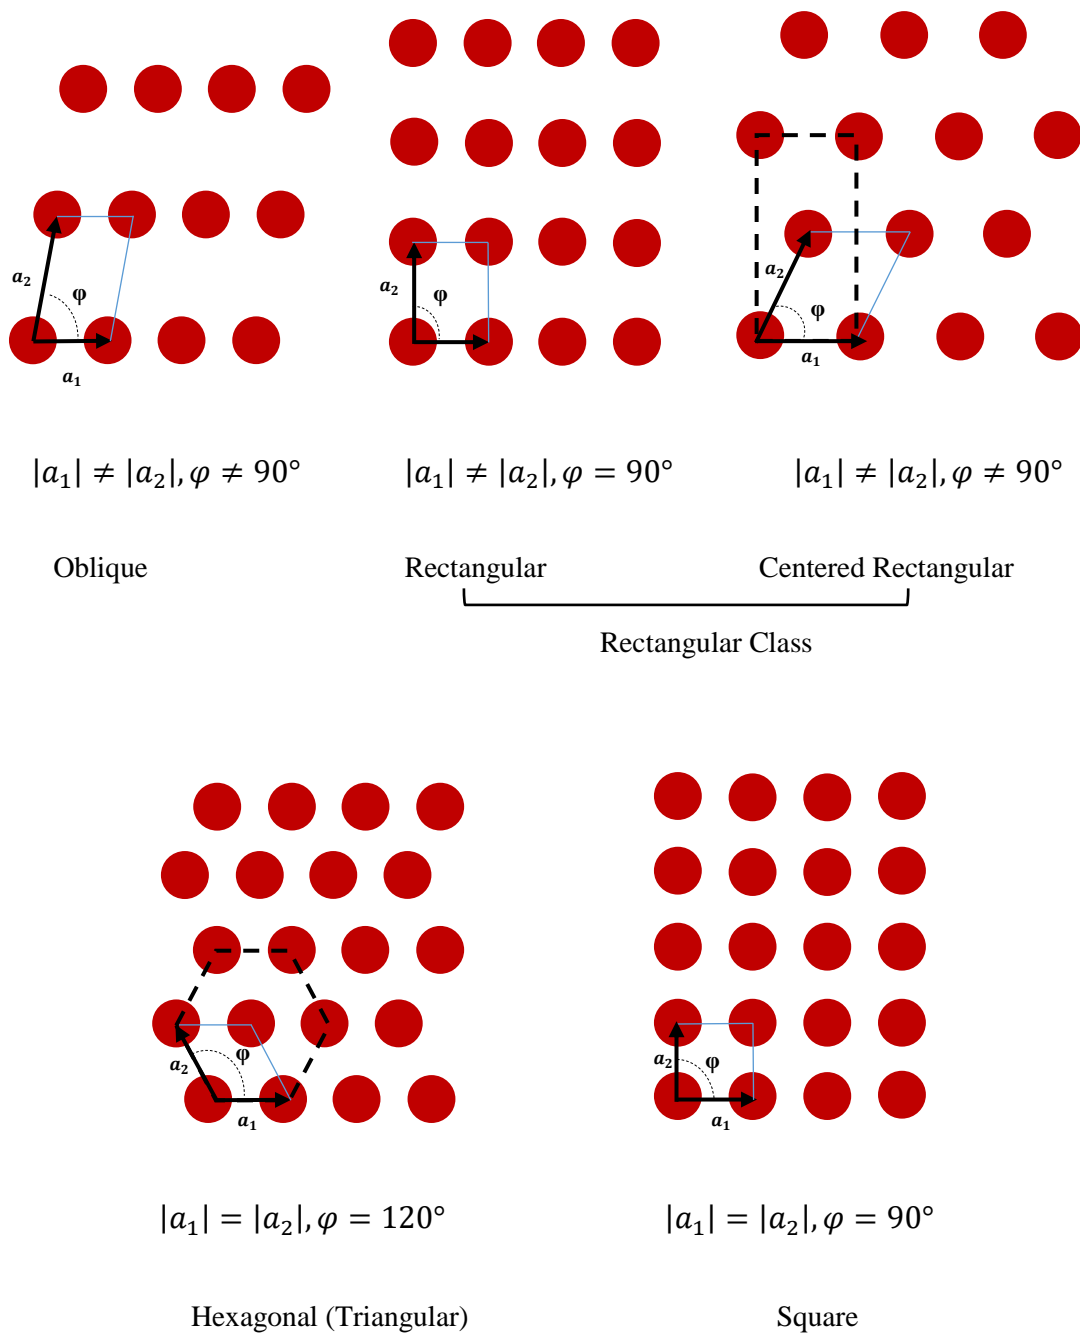 a₂
φ
a₁
a₂
φ
a₁
a₂
φ
a₁
|a₁| ≠ |a₂|, φ ≠ 90°
|a₁| ≠ |a₂|, φ = 90°
|a₁| ≠ |a₂|, φ ≠ 90°
Oblique
Rectangular
Centered Rectangular
Rectangular Class
a₂
φ
a₁
a₂
φ
a₁
|a₁| = |a₂|, φ = 120°
|a₁| = |a₂|, φ = 90°
Hexagonal (Triangular)
Square